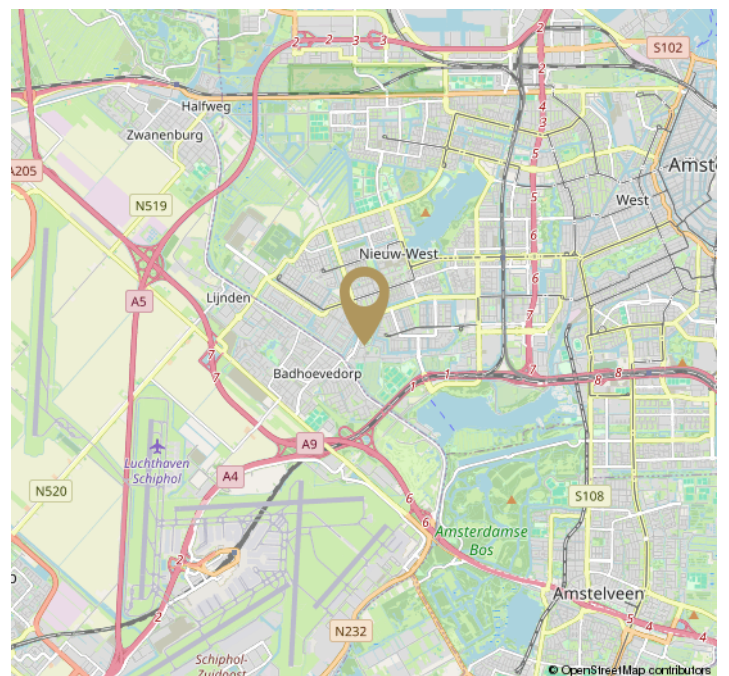 2
2
3
3
2
S102
2
Halfweg
4
Zwanenburg
3
5
A205
Amst
N519
5
West
6
Nieuw-West
6
A5
Lijnden
7
7
7
Badhoevedorp
1
1
7
8
8
A9
Luchthaven
Schiphol
A4
N520
S108
6
6
Amsterdamse
Bos
2
Amstelveen
2
5
4
4
N232
Schiphol-
Zuidoost
© OpenStreetMap contributors